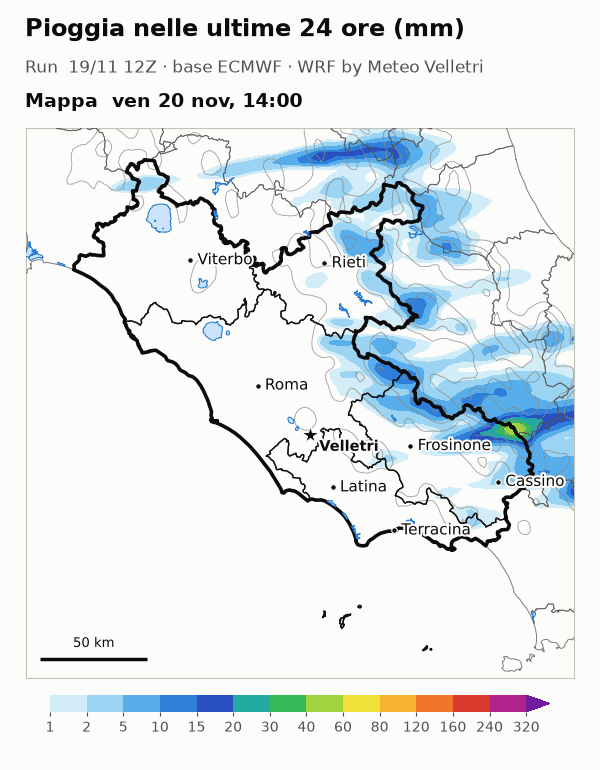 Pioggia nelle ultime 24 ore (mm)
Run  19/11 12Z · base ECMWF · WRF by Meteo Velletri
Mappa  ven 20 nov, 14:00
Viterbo
Rieti
Roma
Velletri
Frosinone
Latina
Cassino
Terracina
50 km
1 2 5 10 15 20 30 40 60 80 120 160 240 320